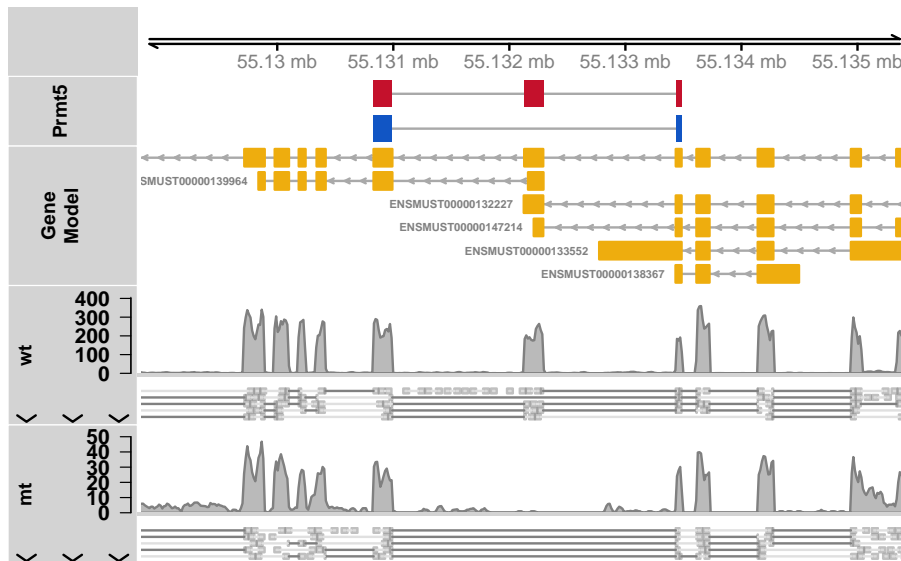 55.13 mb
55.131 mb
55.132 mb
55.133 mb
55.134 mb
55.135 mb
Prmt5
Gene
Model
SMUST00000139964
ENSMUST00000132227
ENSMUST00000147214
ENSMUST00000133552
ENSMUST00000138367
wt
400
300
200
100
0
mt
50
40
30
20
10
0